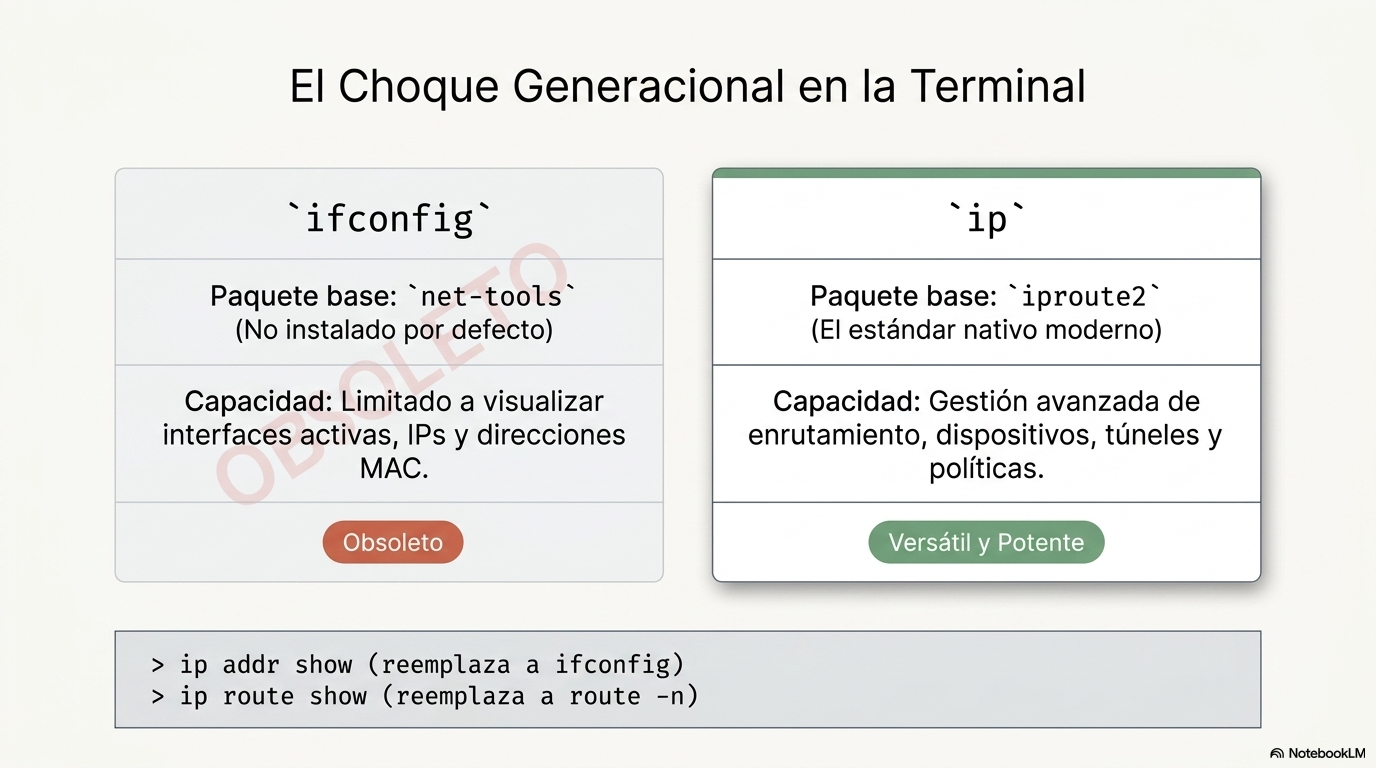 El Choque Generacional en la Terminal
`ifconfig`
Paquete base: `net-tools`
(No instalado por defecto)
Capacidad: Limitado a visualizar
interfaces activas, IPs y direcciones
MAC.
Obsoleto
OBSOLETO
`ip`
Paquete base: `iproute2`
(El estándar nativo moderno)
Capacidad: Gestión avanzada de
enrutamiento, dispositivos, túneles y
políticas.
Versátil y Potente
> ip addr show (reemplaza a ifconfig)
> ip route show (reemplaza a route -n)
NotebookLM